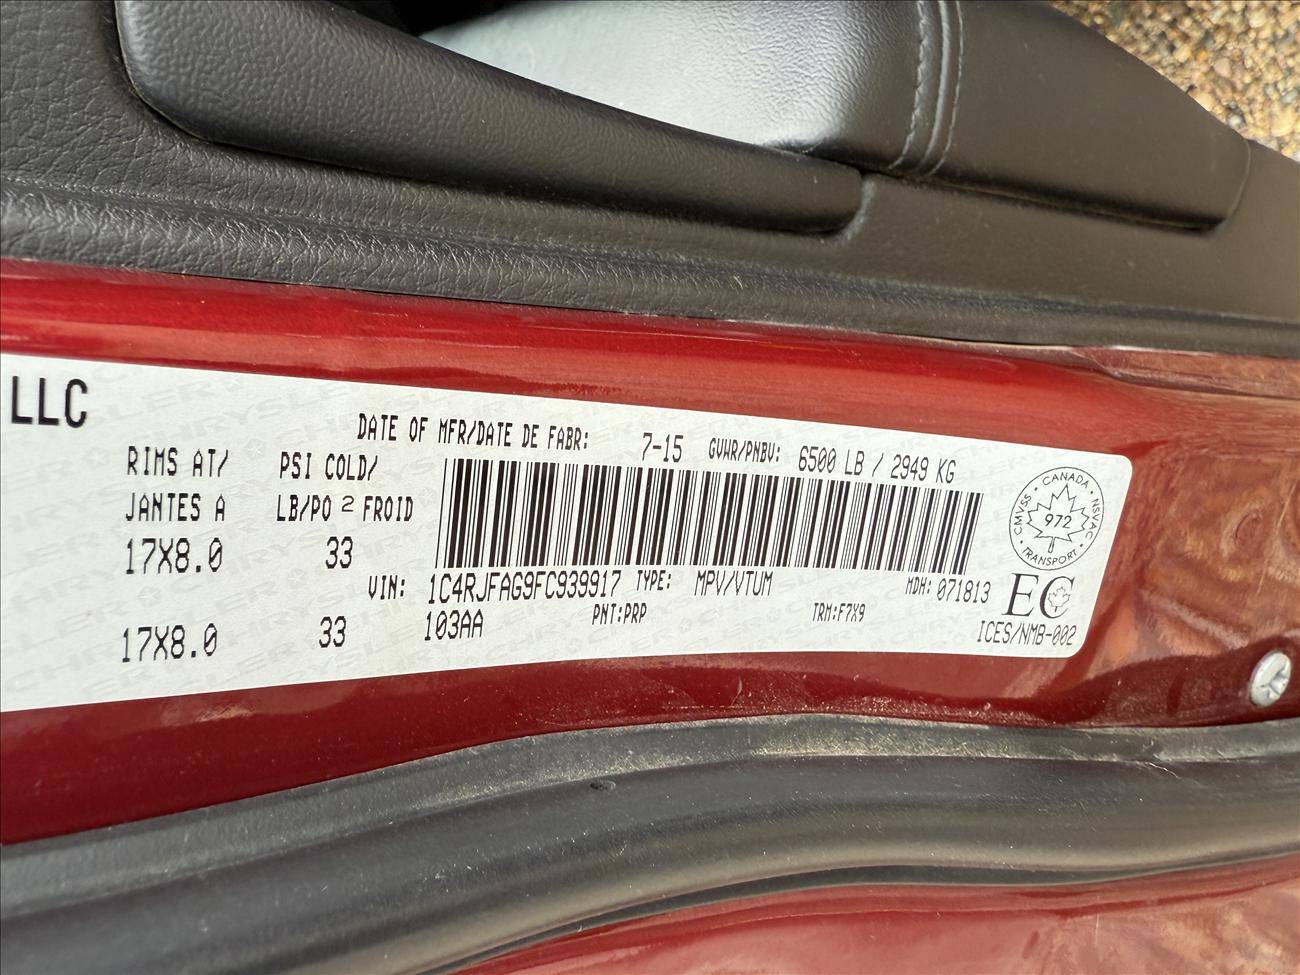 LLC
DATE OF MFR/DATE DE FABR: 7-15 GVWR/PNBV: 6500 LB / 2949 KG
RIMS AT/ PSI COLD/
JANTES A LB/PO 2 FROID
17X8.0 33
VIN: 1C4RJFAG9FC939917 TYPE: MPV/VTUM MDH: 071813
103AA PNT:PRP TRM:F7X9
17X8.0 33
CANADA
CMVSS NSVAC
972
TRANSPORT
EC
ICES/NMB-002
CHRYSLER